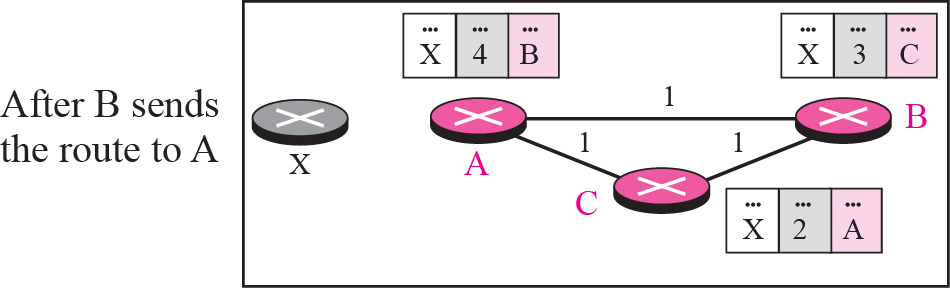 After B sends
the route to A
... ... ...
X 4 B
... ... ...
X 3 C
X
A
1
B
1
1
C
... ... ...
X 2 A